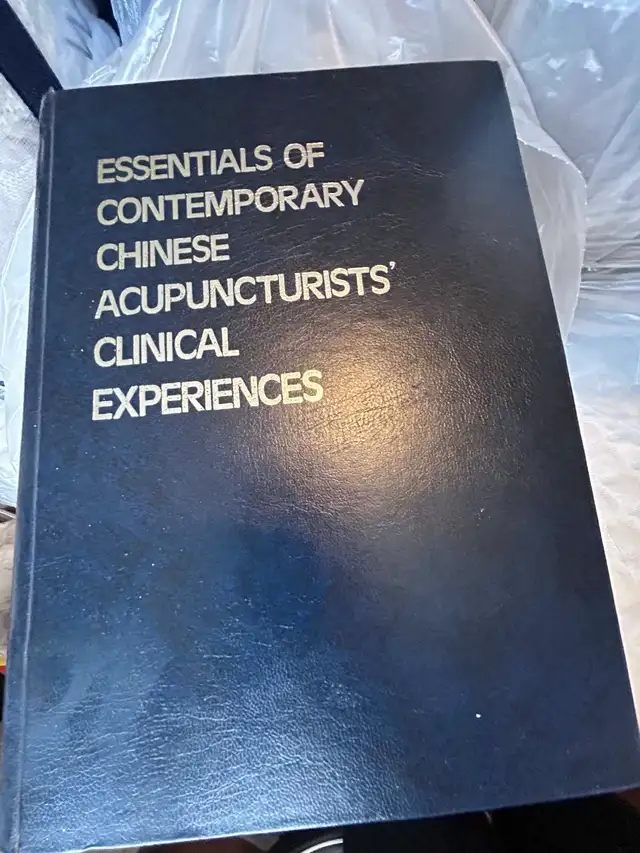 ESSENTIALS OF
CONTEMPORARY
CHINESE
ACUPUNCTURISTS'
CLINICAL
EXPERIENCES